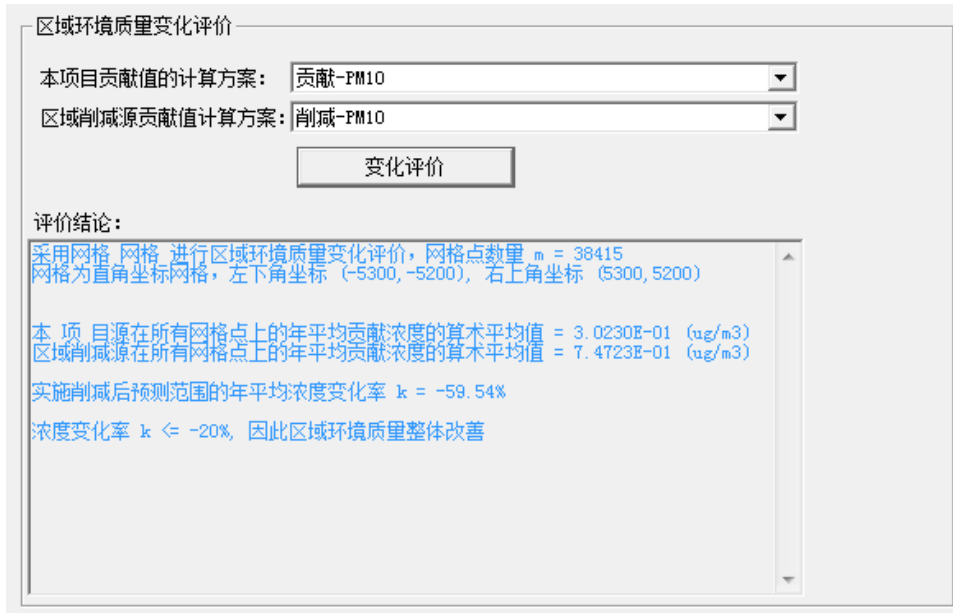 区域环境质量变化评价
本项目贡献值的计算方案: 贡献-PM10
区域削减源贡献值计算方案: 削减-PM10
变化评价
评价结论:
采用网格 网格 进行区域环境质量变化评价，网格点数量 m = 38415
网格为直角坐标网格，左下角坐标 (-5300,-5200), 右上角坐标 (5300,5200)
本 项 目源在所有网格点上的年平均贡献浓度的算术平均值 = 3.0230E-01 (ug/m3)
区域削减源在所有网格点上的年平均贡献浓度的算术平均值 = 7.4723E-01 (ug/m3)
实施削减后预测范围的年平均浓度变化率 k = -59.54%
浓度变化率 k <= -20%, 因此区域环境质量整体改善